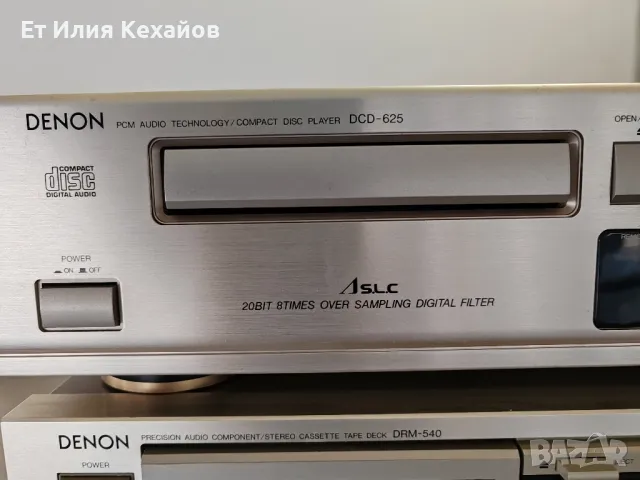 Ет Илия Кехайов
DENON PCM AUDIO TECHNOLOGY/COMPACT DISC PLAYER DCD-625
OPEN/
COMPACT
disc
DIGITAL AUDIO
POWER
ON OFF
A S.L.C
20BIT 8TIMES OVER SAMPLING DIGITAL FILTER
DENON PRECISION AUDIO COMPONENT/STEREO CASSETTE TAPE DECK DRM-540
POWER
BAZAR